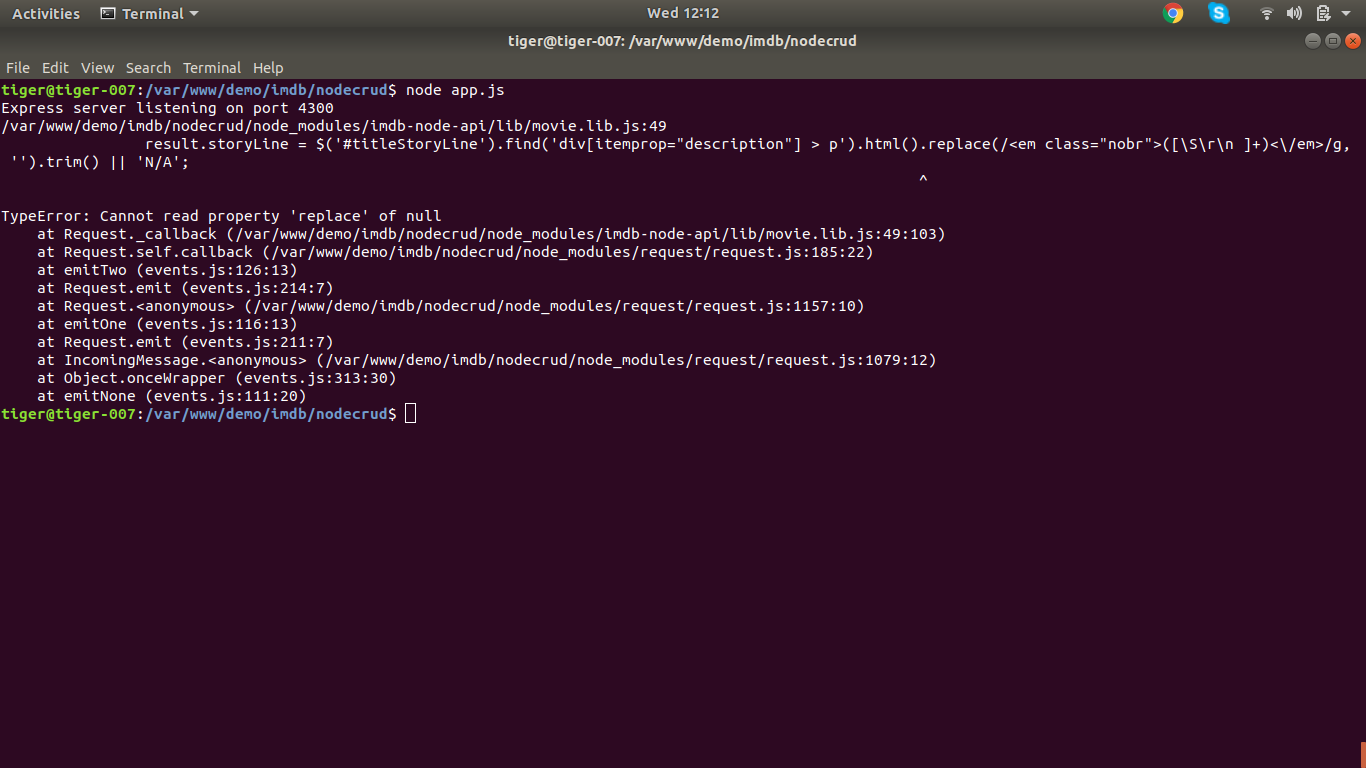 Activities Terminal Wed 12:12
tiger@tiger-007: /var/www/demo/imdb/nodecrud
File Edit View Search Terminal Help
tiger@tiger-007:/var/www/demo/imdb/nodecrud$ node app.js
Express server listening on port 4300
/var/www/demo/imdb/nodecrud/node_modules/imdb-node-api/lib/movie.lib.js:49
                result.storyLine = $('#titleStoryLine').find('div[itemprop="description"] > p').html().replace(/<em class="nobr">([\S\r\n ]+)<\/em>/g,
 '').trim() || 'N/A';
^
TypeError: Cannot read property 'replace' of null
    at Request._callback (/var/www/demo/imdb/nodecrud/node_modules/imdb-node-api/lib/movie.lib.js:49:103)
    at Request.self.callback (/var/www/demo/imdb/nodecrud/node_modules/request/request.js:185:22)
    at emitTwo (events.js:126:13)
    at Request.emit (events.js:214:7)
    at Request.<anonymous> (/var/www/demo/imdb/nodecrud/node_modules/request/request.js:1157:10)
    at emitOne (events.js:116:13)
    at Request.emit (events.js:211:7)
    at IncomingMessage.<anonymous> (/var/www/demo/imdb/nodecrud/node_modules/request/request.js:1079:12)
    at Object.onceWrapper (events.js:313:30)
    at emitNone (events.js:111:20)
tiger@tiger-007:/var/www/demo/imdb/nodecrud$